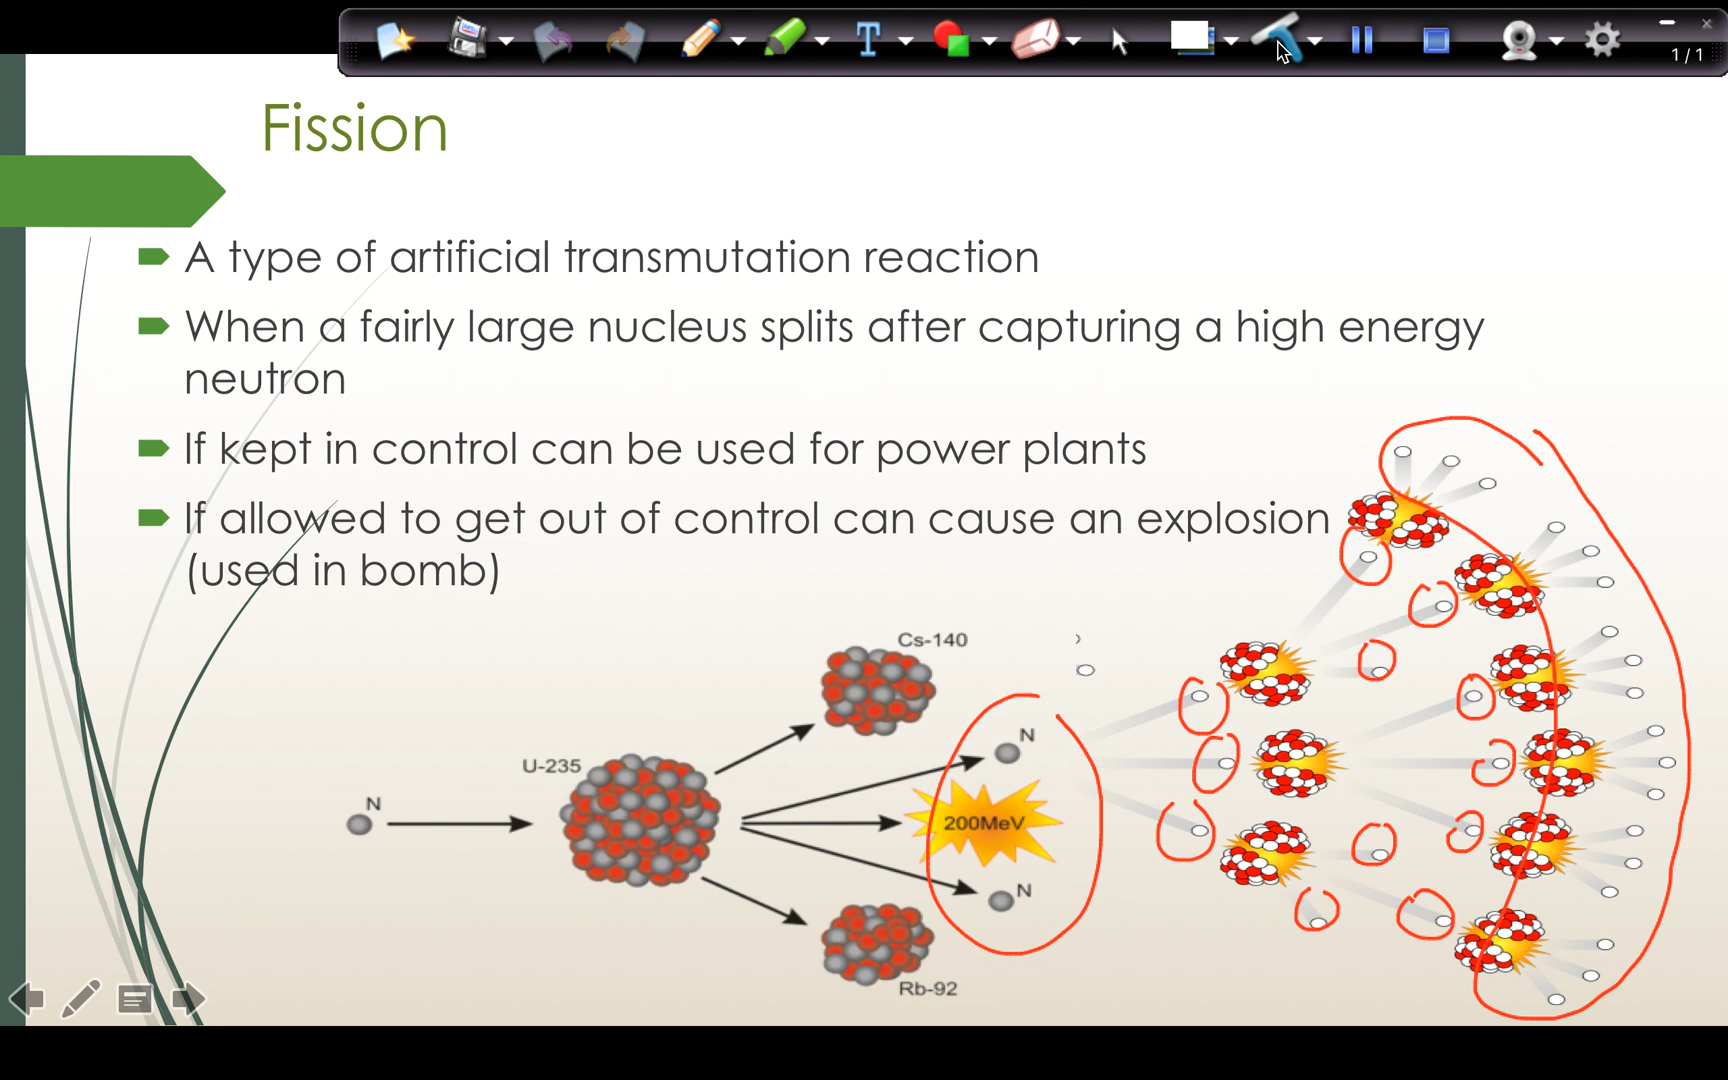 1 / 1
Fission
A type of artificial transmutation reaction
When a fairly large nucleus splits after capturing a high energy
neutron
If kept in control can be used for power plants
If allowed to get out of control can cause an explosion
(used in bomb)
Cs-140
N
U-235
N
200MeV
N
Rb-92